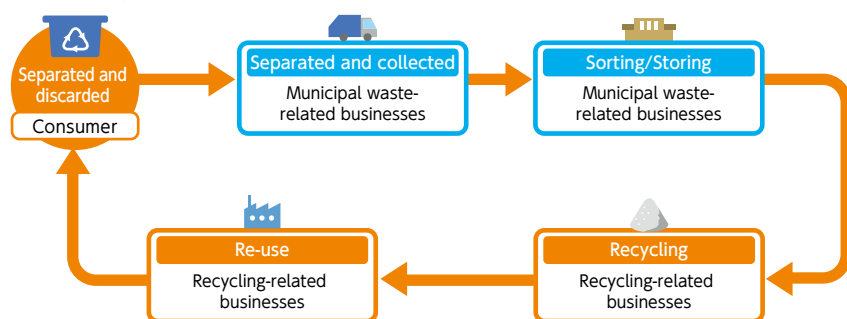 Separated and
discarded
Consumer
Separated and collected
Municipal waste-
related businesses
Sorting/Storing
Municipal waste-
related businesses
Recycling
Recycling-related
businesses
Re-use
Recycling-related
businesses